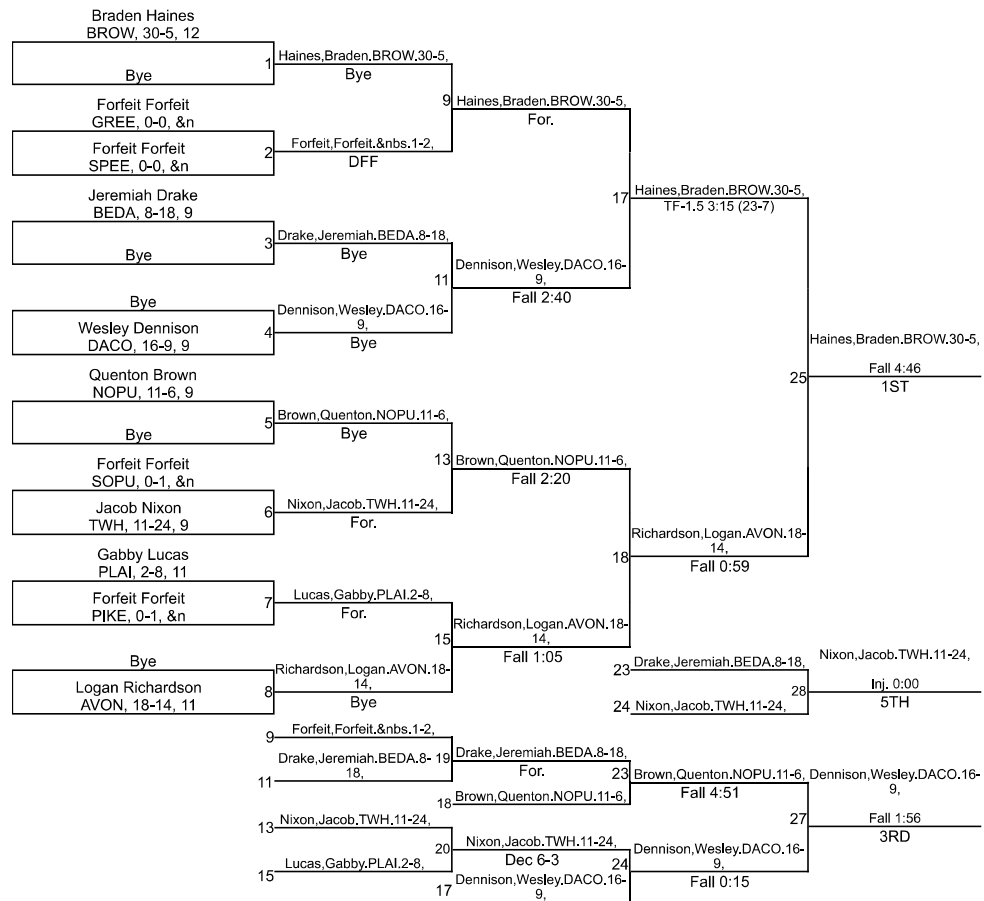 Braden Haines
BROW, 30-5, 12
Bye
1
Haines,Braden.BROW.30-5,
Bye
Forfeit Forfeit
GREE, 0-0, &n
Forfeit Forfeit
SPEE, 0-0, &n
2
Forfeit,Forfeit.&nbs.1-2,
DFF
9
Haines,Braden.BROW.30-5,
For.
Jeremiah Drake
BEDA, 8-18, 9
Bye
3
Drake,Jeremiah.BEDA.8-18,
Bye
Bye
Wesley Dennison
DACO, 16-9, 9
4
Dennison,Wesley.DACO.16-
9,
Bye
11
Dennison,Wesley.DACO.16-
9,
Fall 2:40
17
Haines,Braden.BROW.30-5,
TF-1.5 3:15 (23-7)
Quenton Brown
NOPU, 11-6, 9
Bye
5
Brown,Quenton.NOPU.11-6,
Bye
Forfeit Forfeit
SOPU, 0-1, &n
Jacob Nixon
TWH, 11-24, 9
6
Nixon,Jacob.TWH.11-24,
For.
13
Brown,Quenton.NOPU.11-6,
Fall 2:20
Gabby Lucas
PLAI, 2-8, 11
Forfeit Forfeit
PIKE, 0-1, &n
7
Lucas,Gabby.PLAI.2-8,
For.
Bye
Logan Richardson
AVON, 18-14, 11
8
Richardson,Logan.AVON.18-
14,
Bye
15
Richardson,Logan.AVON.18-
14,
Fall 1:05
18
Richardson,Logan.AVON.18-
14,
Fall 0:59
25
Haines,Braden.BROW.30-5,
Fall 4:46
1ST
23
Drake,Jeremiah.BEDA.8-18,
24
Nixon,Jacob.TWH.11-24,
28
Nixon,Jacob.TWH.11-24,
Inj. 0:00
5TH
9
Forfeit,Forfeit.&nbs.1-2,
11
Drake,Jeremiah.BEDA.8-
18,
19
Drake,Jeremiah.BEDA.8-18,
For.
18
Brown,Quenton.NOPU.11-6,
23
Brown,Quenton.NOPU.11-6,
Fall 4:51
13
Nixon,Jacob.TWH.11-24,
15
Lucas,Gabby.PLAI.2-8,
20
Nixon,Jacob.TWH.11-24,
Dec 6-3
17
Dennison,Wesley.DACO.16-
9,
24
Dennison,Wesley.DACO.16-
9,
Fall 0:15
27
Dennison,Wesley.DACO.16-
9,
Fall 1:56
3RD